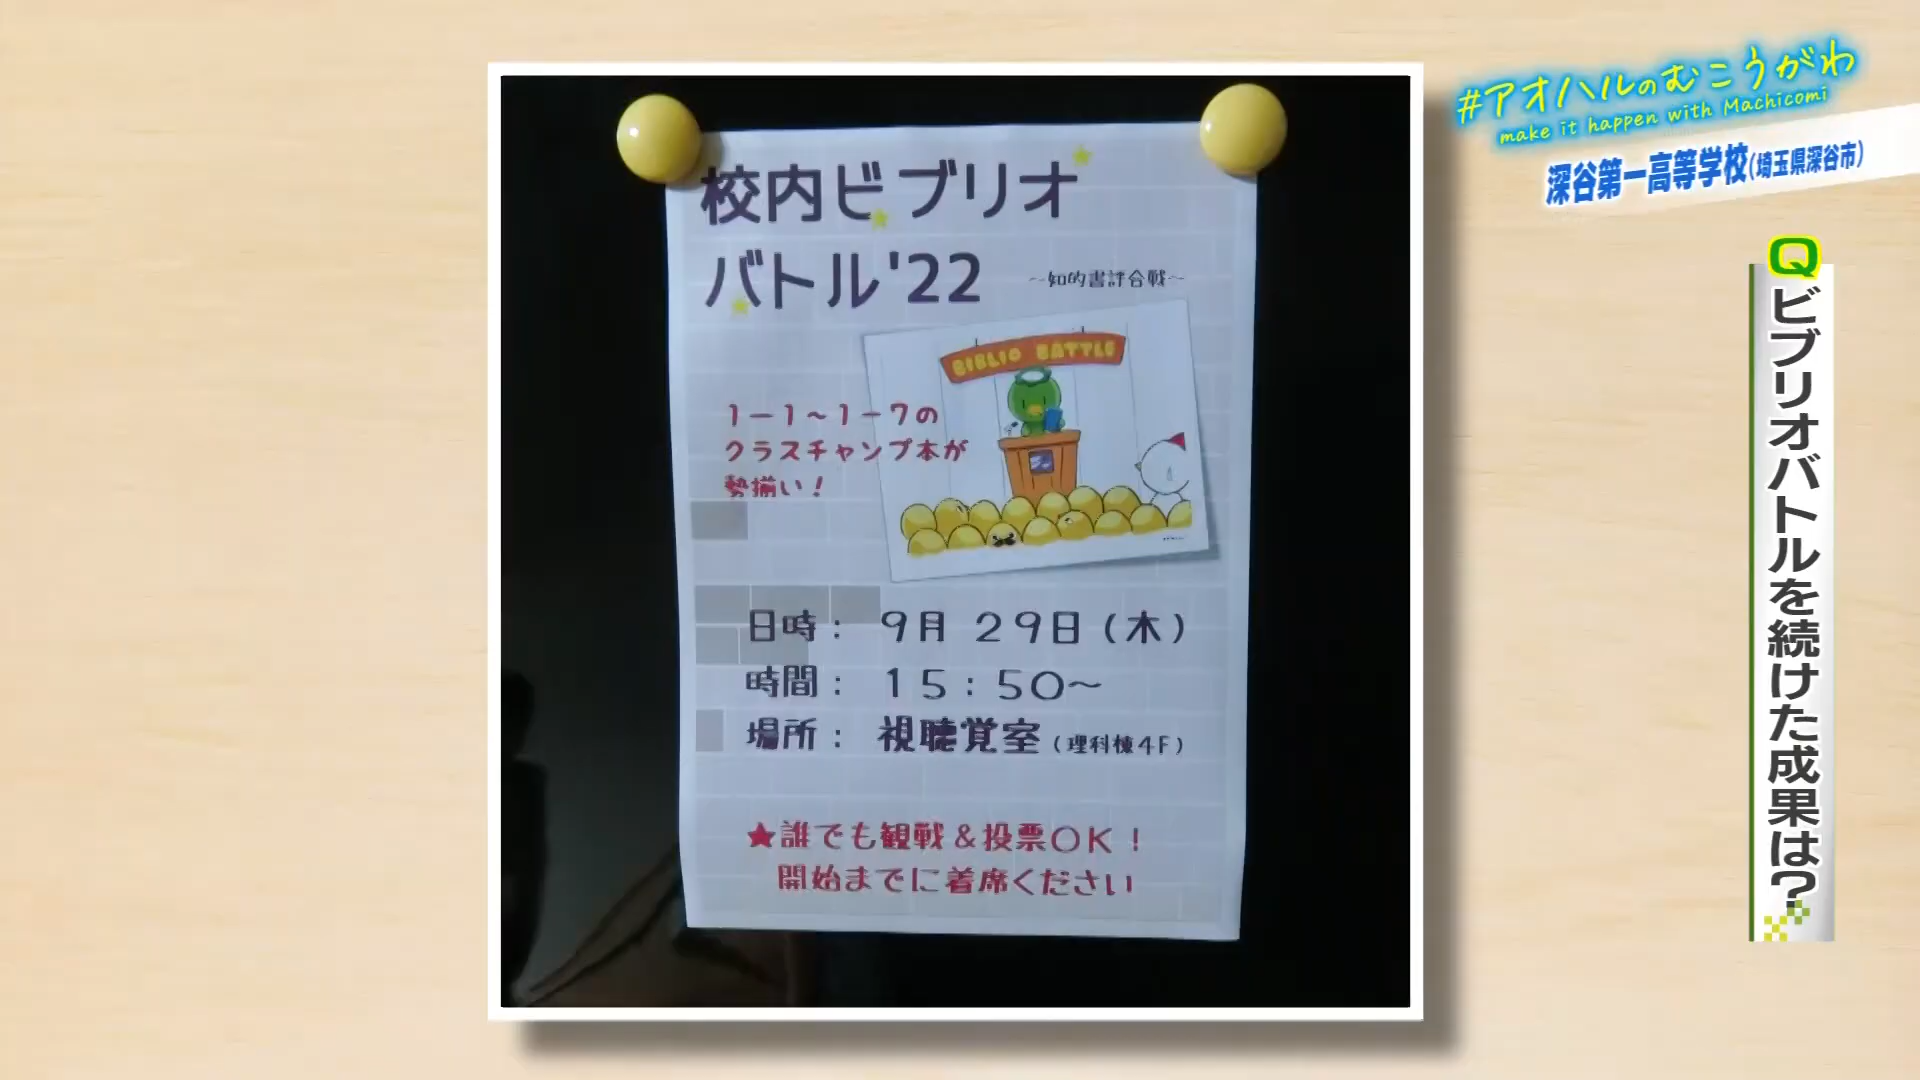 #アオハルのむこうがわ
make it happen with Machicomi
深谷第一高等学校(埼玉県深谷市)
Qビブリオバトルを続けた成果は?
校内ビブリオ
バトル'22
～知的書評合戦～
BIBLIO BATTLE
1-1～1-7の
クラスチャンプ本が
勢揃い！
日時： 9月 29日（木）
時間： 15：50～
場所： 視聴覚室（理科棟4F）
★誰でも観戦＆投票OK！
開始までに着席ください